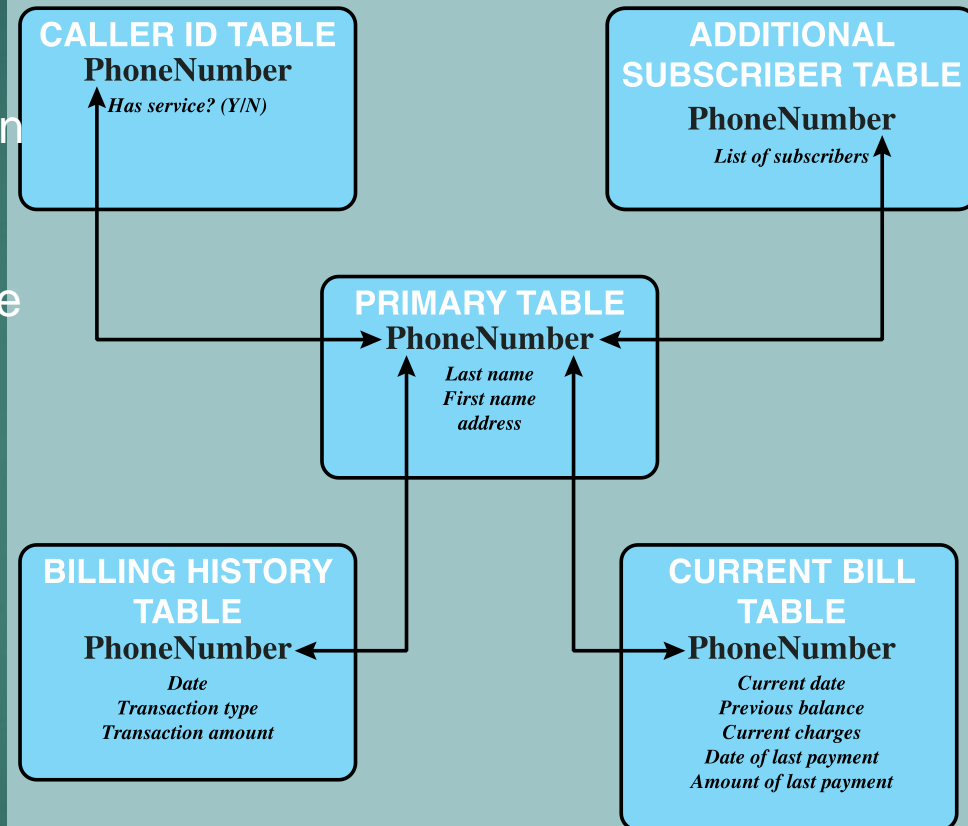 CALLER ID TABLE
PhoneNumber
Has service? (Y/N)
ADDITIONAL
SUBSCRIBER TABLE
PhoneNumber
List of subscribers
n
e
PRIMARY TABLE
PhoneNumber
Last name
First name
address
BILLING HISTORY
TABLE
PhoneNumber
Date
Transaction type
Transaction amount
CURRENT BILL
TABLE
PhoneNumber
Current date
Previous balance
Current charges
Date of last payment
Amount of last payment